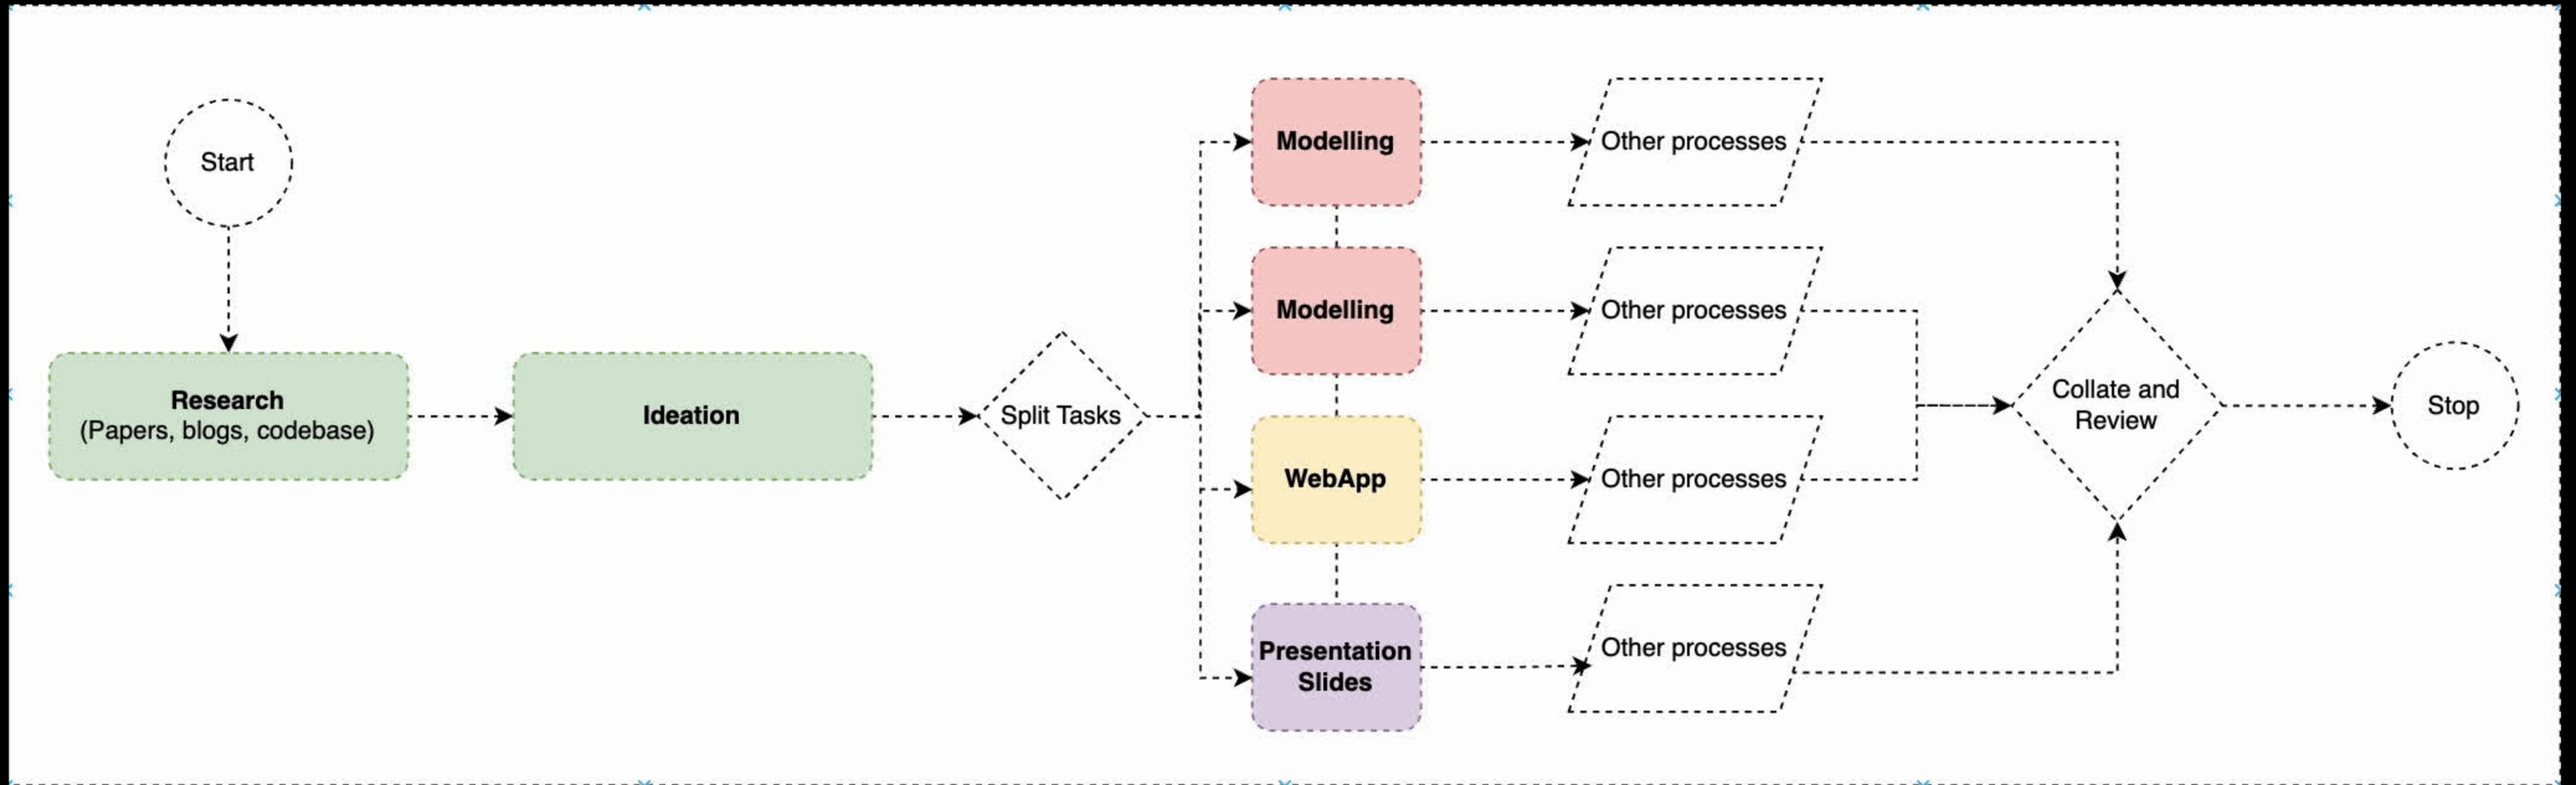 Start
Research
(Papers, blogs, codebase)
Ideation
Split Tasks
Modelling
Other processes
Modelling
Other processes
WebApp
Other processes
Presentation
Slides
Other processes
Collate and
Review
Stop